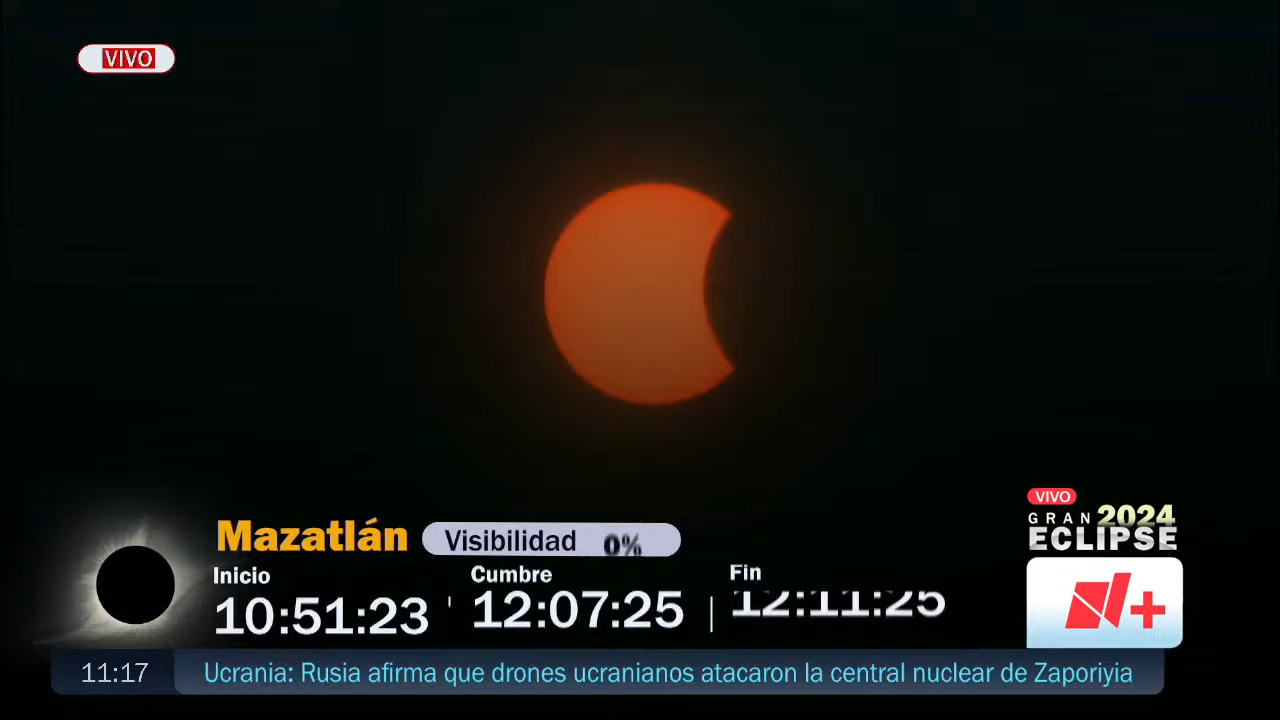 VIVO
Mazatlán
Visibilidad 0%
Inicio
10:51:23
Cumbre
12:07:25
Fin
12:11:25
VIVO
GRAN 2024
ECLIPSE
N+
11:17
Ucrania: Rusia afirma que drones ucranianos atacaron la central nuclear de Zaporiyia